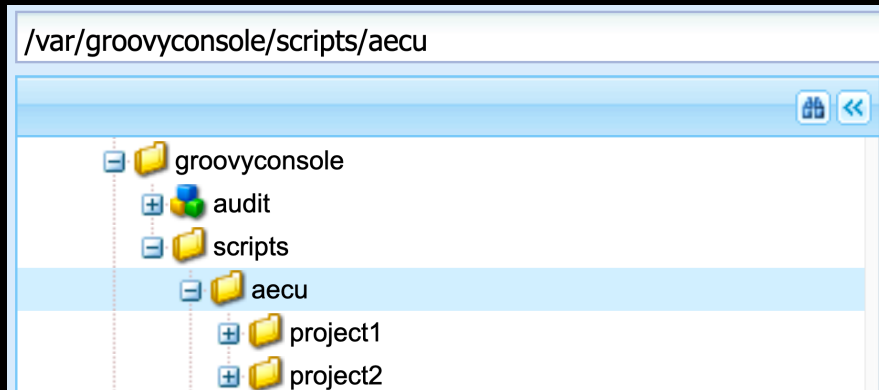 /var/groovyconsole/scripts/aecu
groovyconsole
audit
scripts
aecu
project1
project2